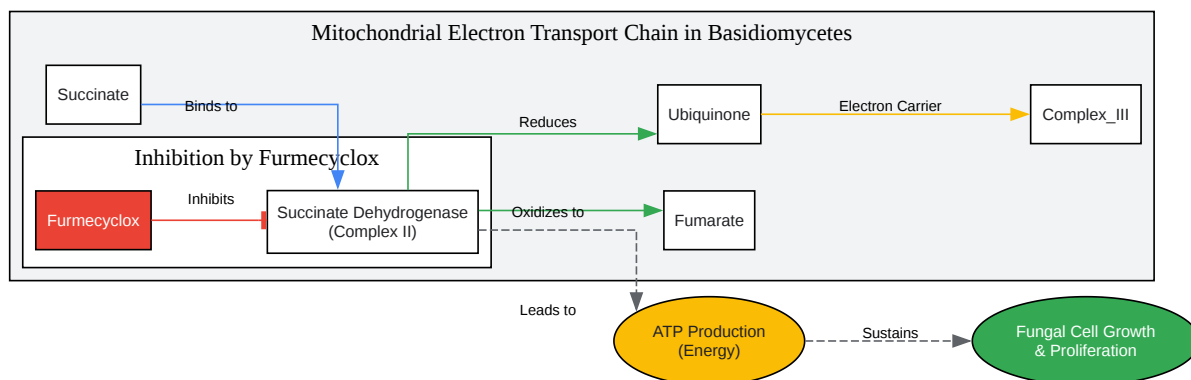 Mitochondrial Electron Transport Chain in Basidiomycetes
Succinate
Binds to
Ubiquinone
Electron Carrier
Complex_III
Reduces
Inhibition by Furmecyclox
Furmecyclox
Inhibits
Succinate Dehydrogenase
(Complex II)
Oxidizes to
Fumarate
Leads to
ATP Production
(Energy)
Sustains
Fungal Cell Growth
& Proliferation